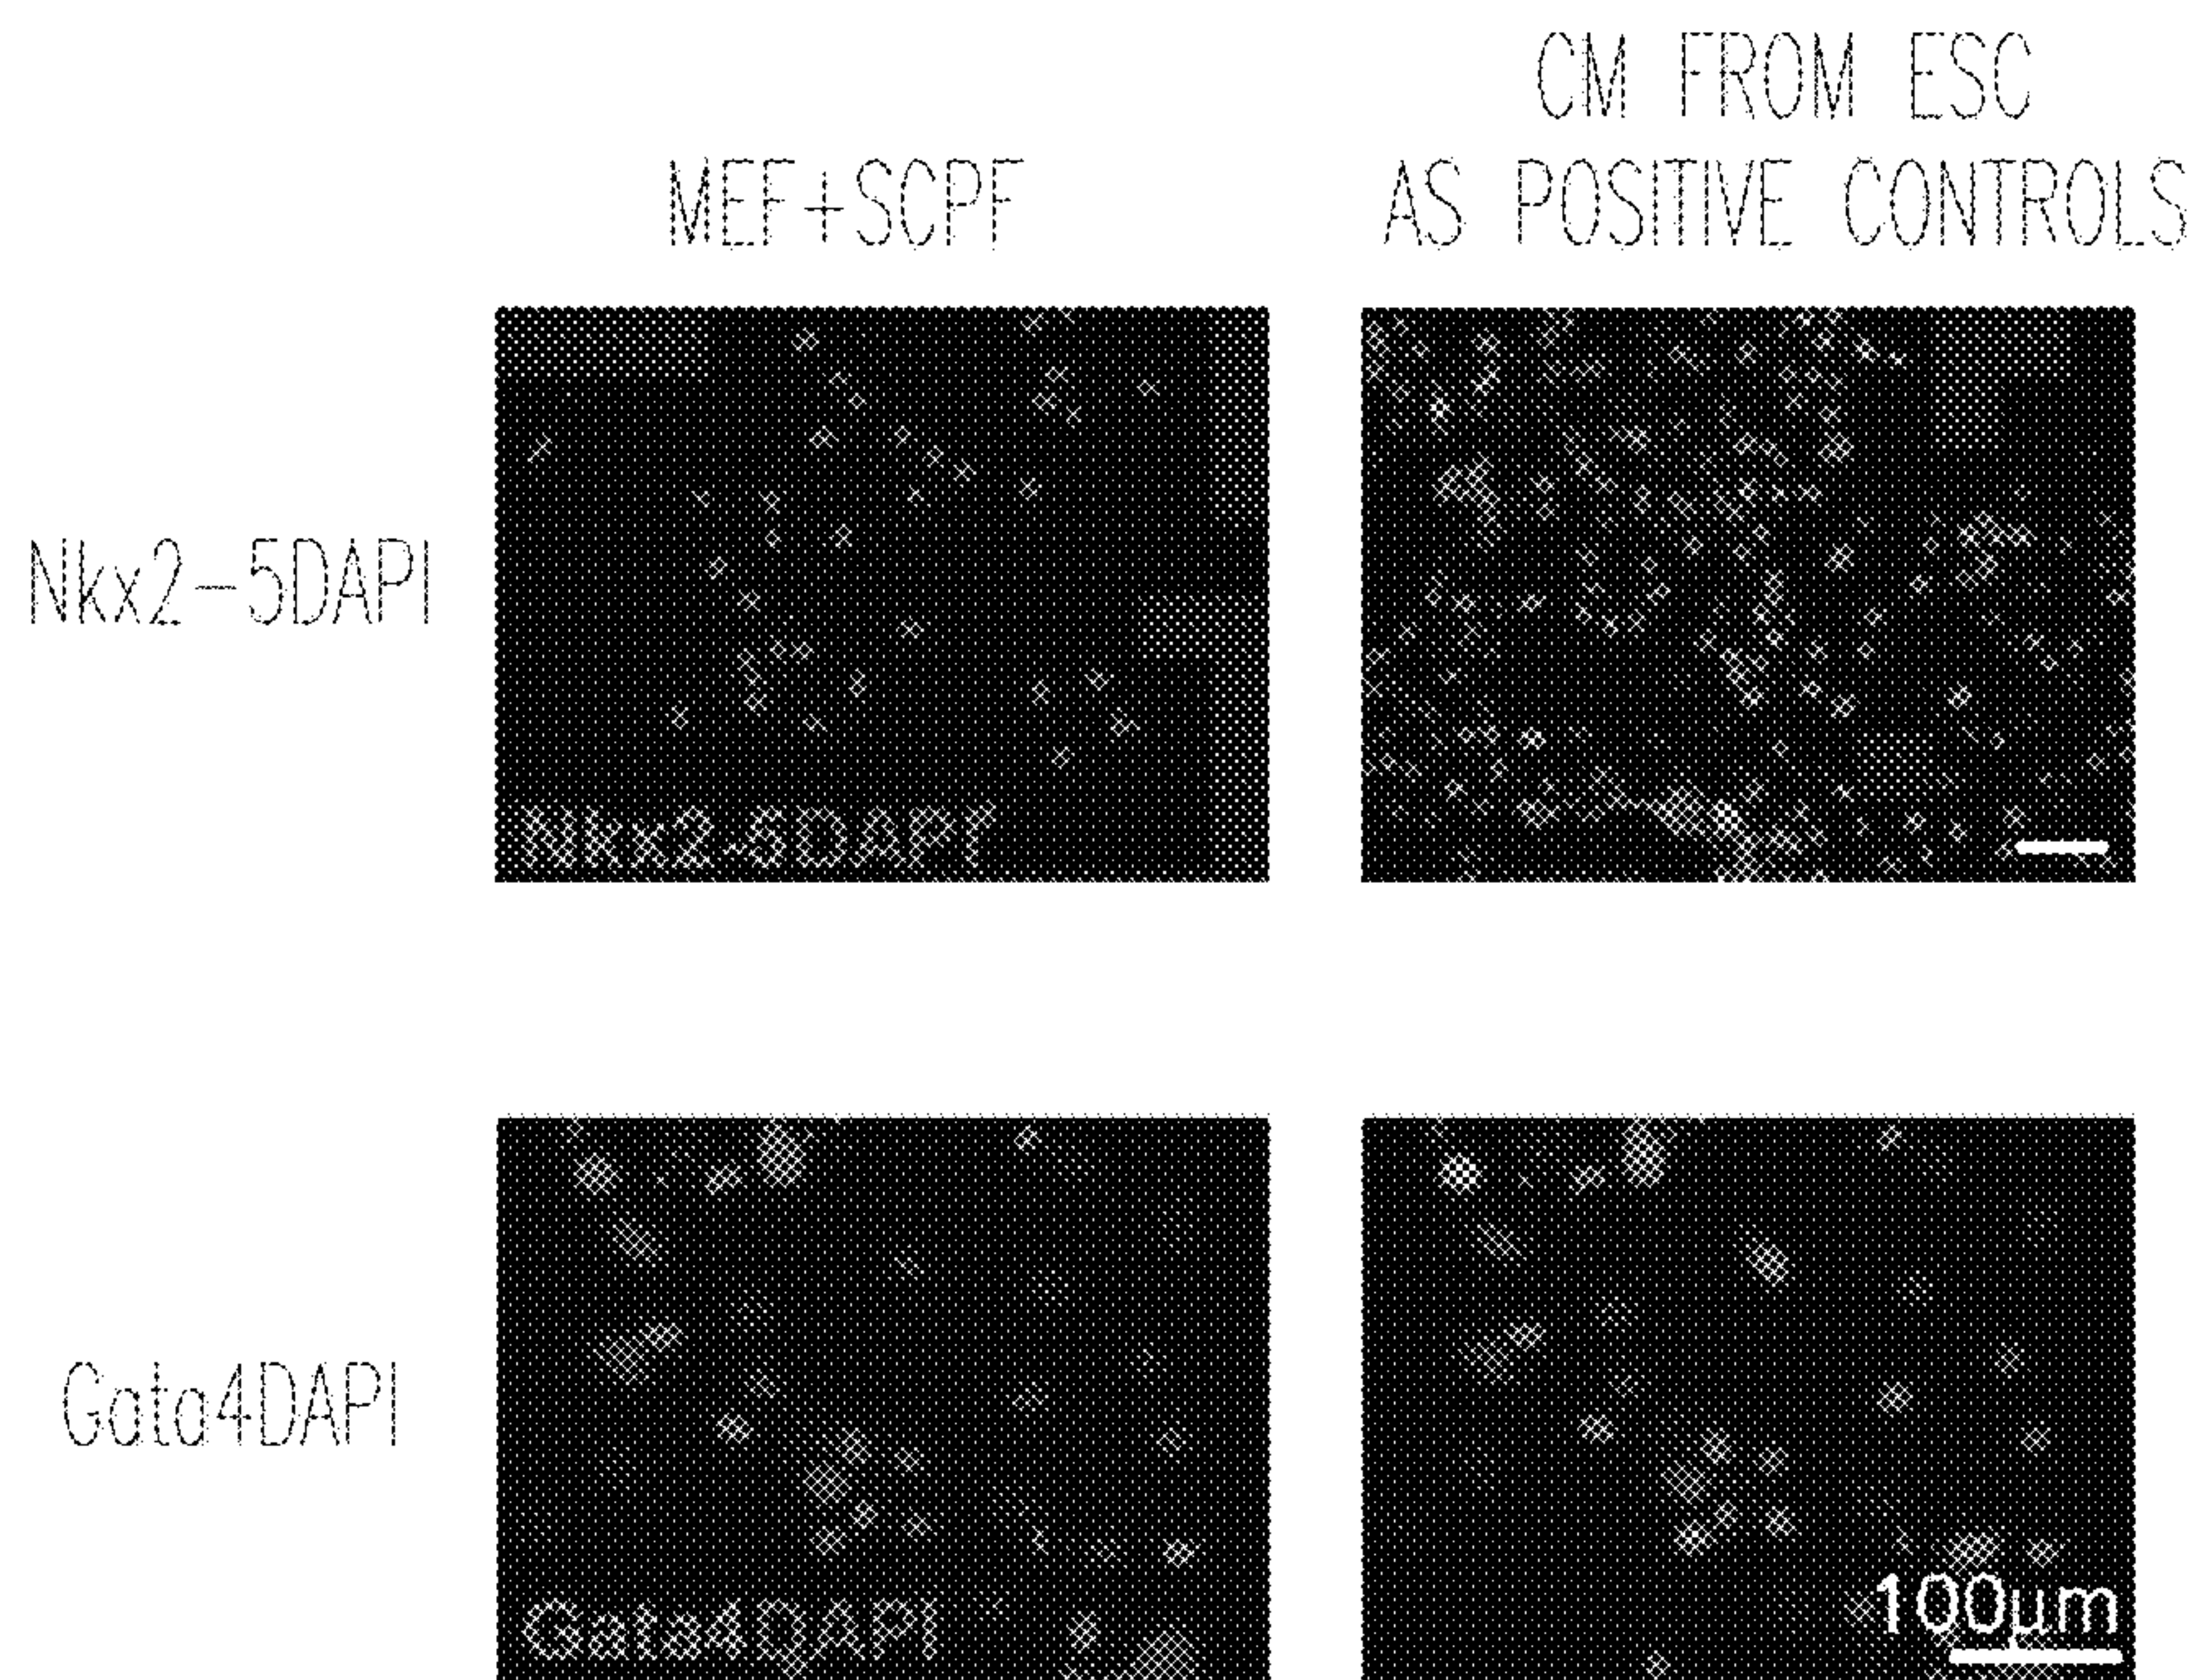 CM FROM ESC
MEF+SCPF AS POSITIVE CONTROLS
Nkx2-5DAPI
Nkx2-5DAPI
Gata4DAPI
Gata4DAPI
100µm